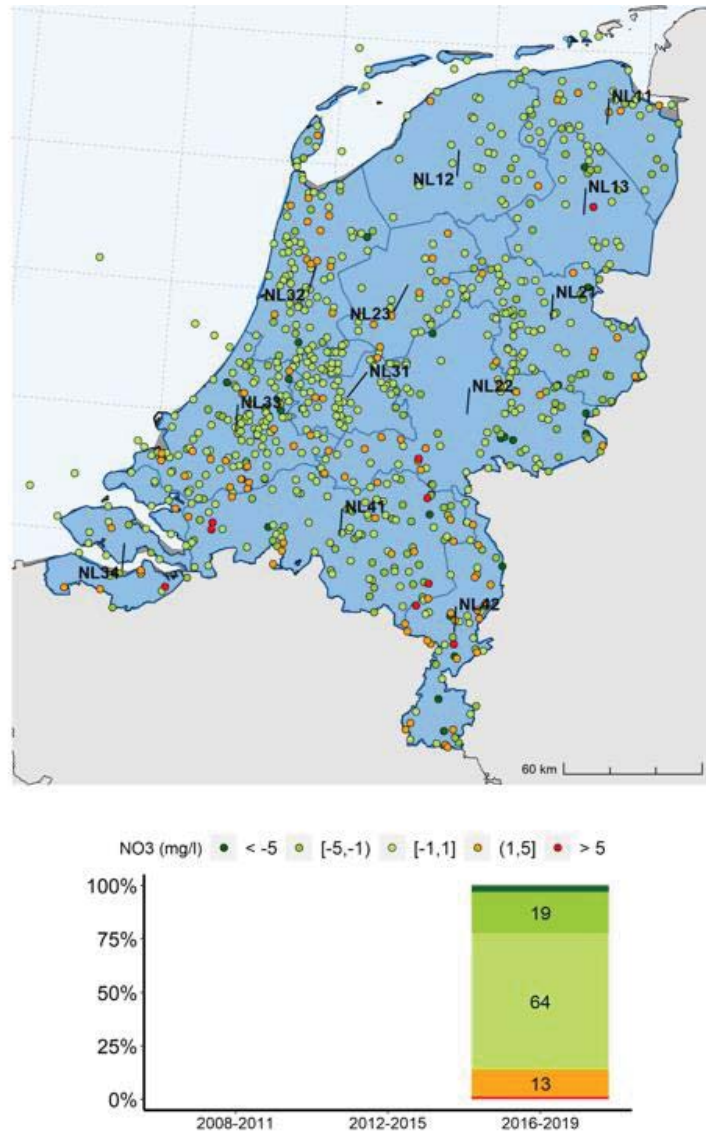 NL11
NL12
NL13
NL32
NL23
NL21
NL31
NL22
NL33
NL41
NL34
NL42
60 km
NO3 (mg/l) < -5 [-5,-1) [-1,1] (1,5] > 5
100%
19
75%
64
50%
25%
13
0%
2008-2011 2012-2015 2016-2019